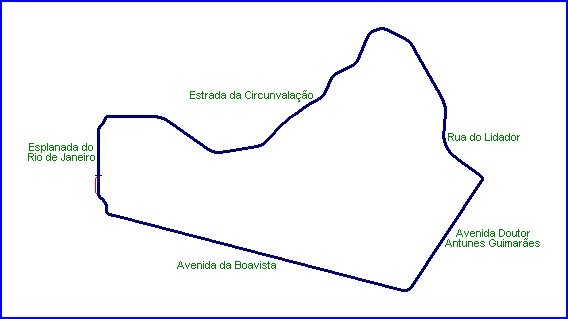 Estrada da Circunvalação
Rua do Lidador
Esplanada do
Rio de Janeiro
Avenida Doutor
Antunes Guimarães
Avenida da Boavista